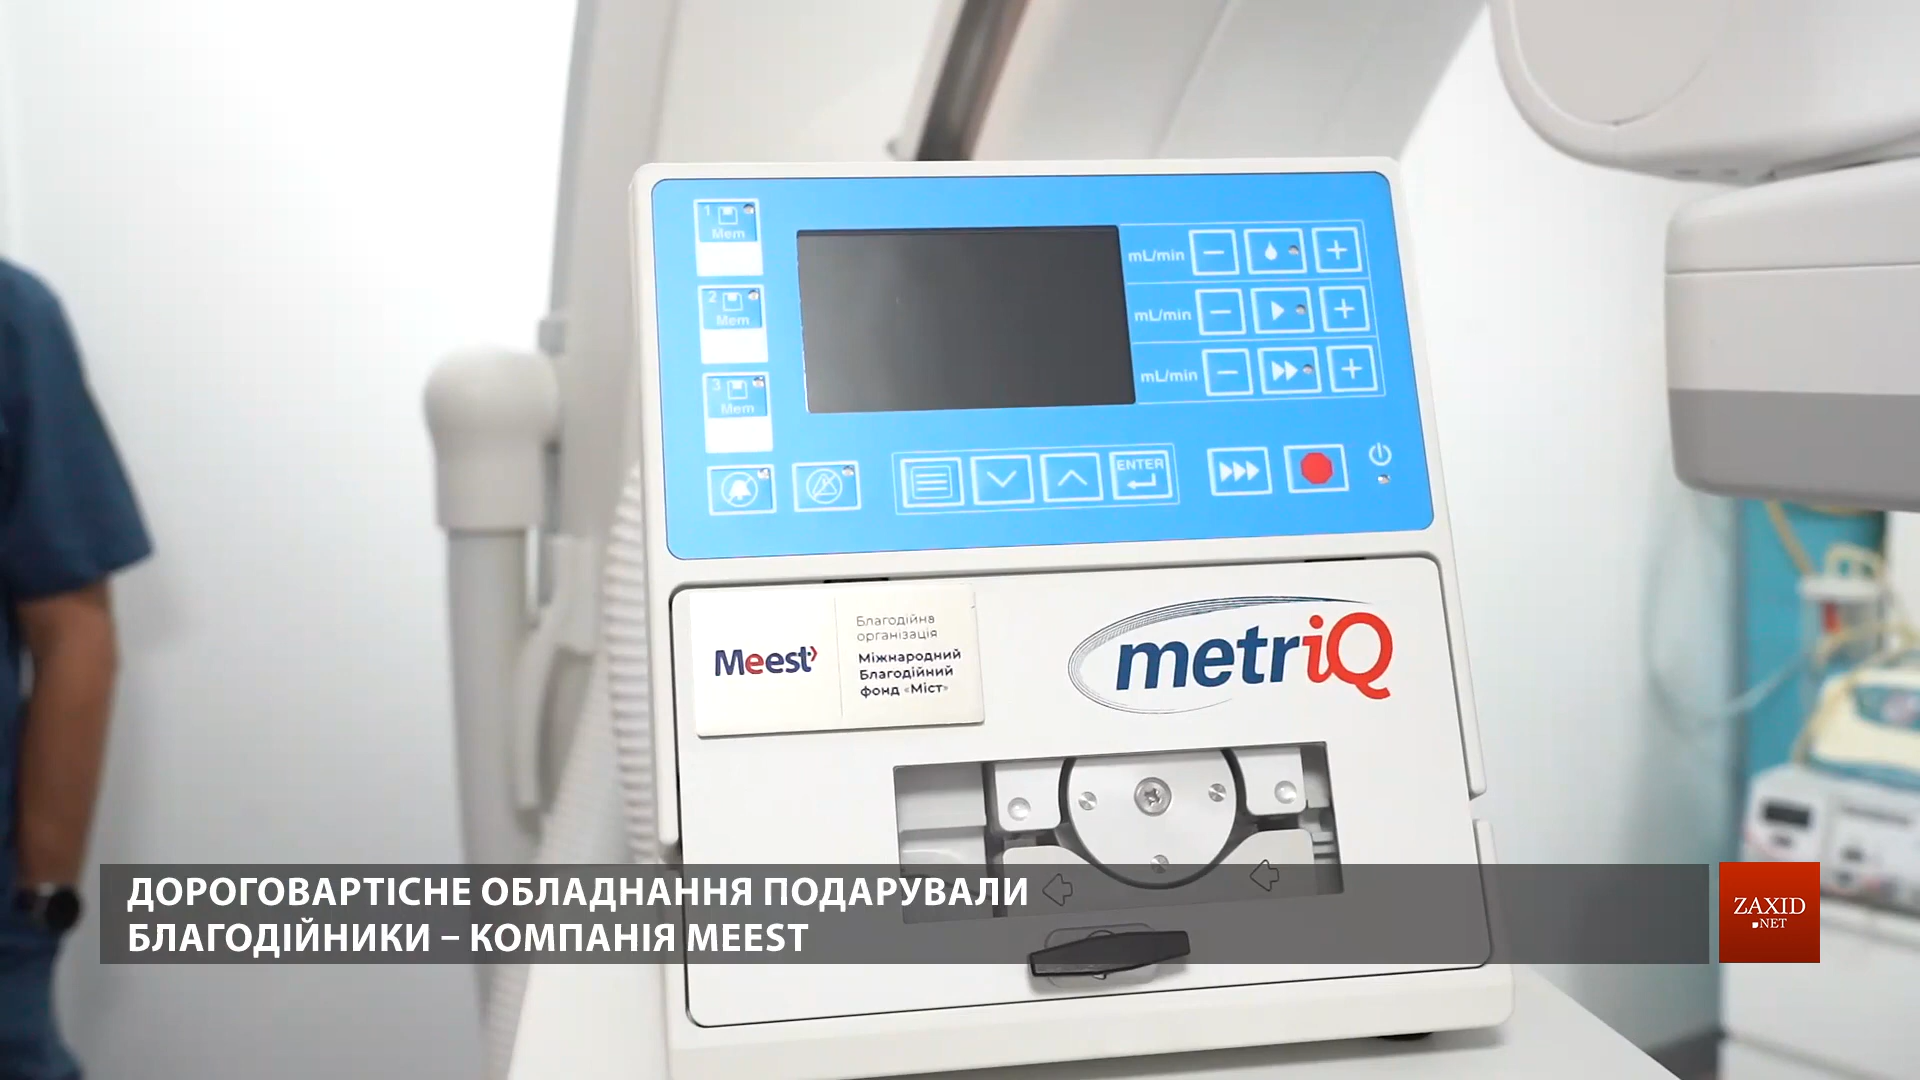 1
Mem
2
Mem
3
Mem
mL/min
mL/min
mL/min
ENTER
Meest
Благодійна
організація
Міжнародний
Благодійний
фонд «Міст»
metriQ
ДОРОГОВАРТІСНЕ ОБЛАДНАННЯ ПОДАРУВАЛИ
БЛАГОДІЙНИКИ – КОМПАНІЯ MEEST
ZAXID
.NET